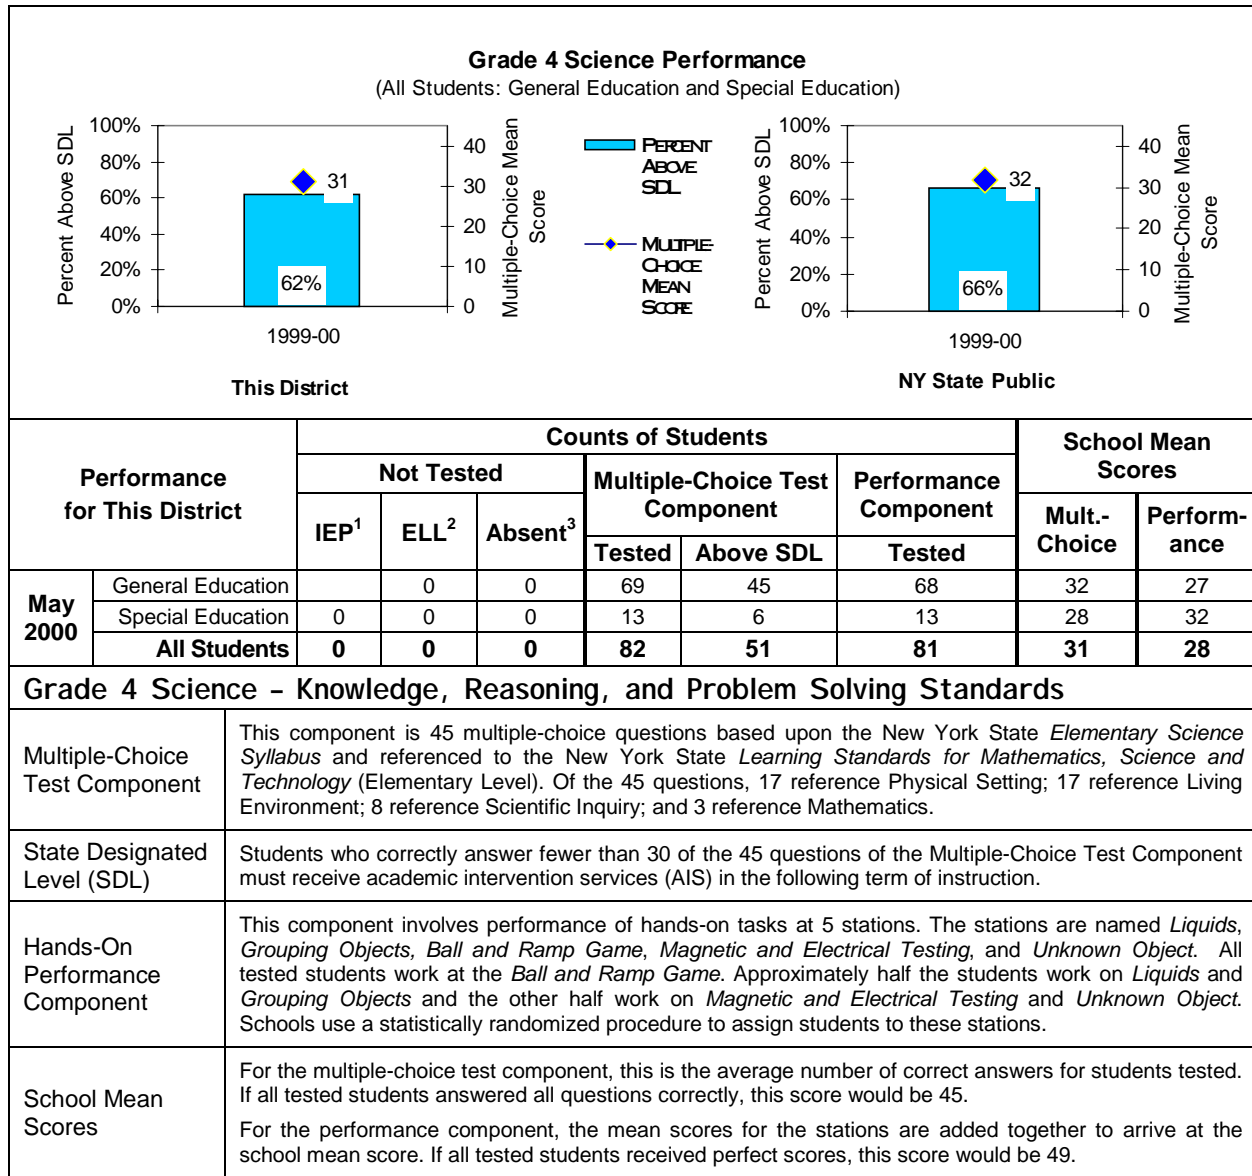 Grade 4 Science Performance
(All Students: General Education and Special Education)
Percent Above SDL
100%
80%
60%
40%
20%
0%
31
62%
40
30
20
10
0
Multiple-Choice Mean
Score
1999-00
This District
PERCENT
ABOVE
SDL
MULTIPLE-
CHOICE
MEAN
SCORE
Percent Above SDL
100%
80%
60%
40%
20%
0%
32
66%
40
30
20
10
0
Multiple-Choice Mean
Score
1999-00
NY State Public
Performance
for This District
Counts of Students
School Mean
Scores
Not Tested
Multiple-Choice Test
Component
Performance
Component
IEP1 ELL2 Absent3
Tested Above SDL Tested
Mult.-
Choice
Perform-
ance
May
2000
General Education 0 0 69 45 68 32 27
Special Education 0 0 0 13 6 13 28 32
All Students 0 0 0 82 51 81 31 28
Grade 4 Science – Knowledge, Reasoning, and Problem Solving Standards
Multiple-Choice
Test Component
This component is 45 multiple-choice questions based upon the New York State Elementary Science
Syllabus and referenced to the New York State Learning Standards for Mathematics, Science and
Technology (Elementary Level). Of the 45 questions, 17 reference Physical Setting; 17 reference Living
Environment; 8 reference Scientific Inquiry; and 3 reference Mathematics.
State Designated
Level (SDL)
Students who correctly answer fewer than 30 of the 45 questions of the Multiple-Choice Test Component
must receive academic intervention services (AIS) in the following term of instruction.
Hands-On
Performance
Component
This component involves performance of hands-on tasks at 5 stations. The stations are named Liquids,
Grouping Objects, Ball and Ramp Game, Magnetic and Electrical Testing, and Unknown Object. All
tested students work at the Ball and Ramp Game. Approximately half the students work on Liquids and
Grouping Objects and the other half work on Magnetic and Electrical Testing and Unknown Object.
Schools use a statistically randomized procedure to assign students to these stations.
School Mean
Scores
For the multiple-choice test component, this is the average number of correct answers for students tested.
If all tested students answered all questions correctly, this score would be 45.
For the performance component, the mean scores for the stations are added together to arrive at the
school mean score. If all tested students received perfect scores, this score would be 49.